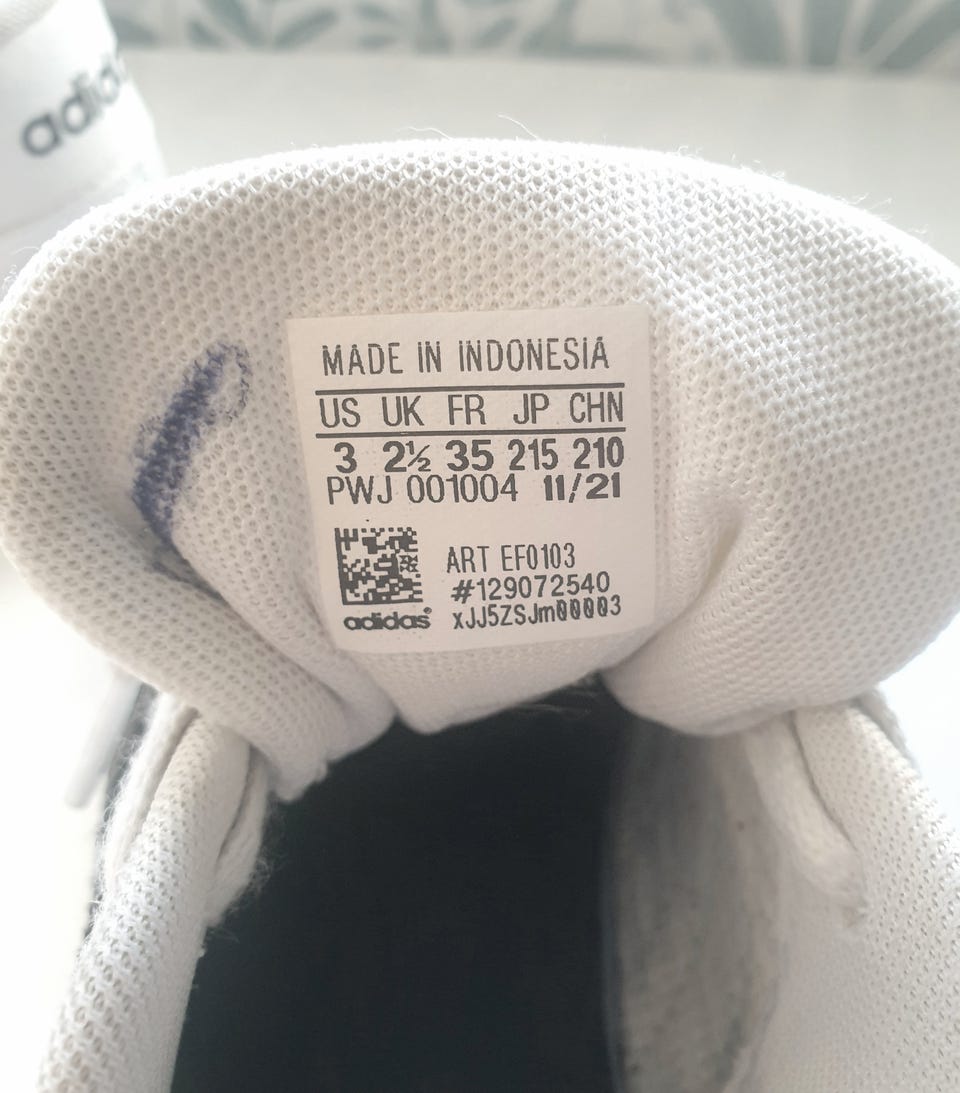 adidas
MADE IN INDONESIA
US UK FR JP CHN
3 2½ 35 215 210
PWJ 001004 11/21
ART EF0103
#129072540
adidas® xJJ5ZSJm00003